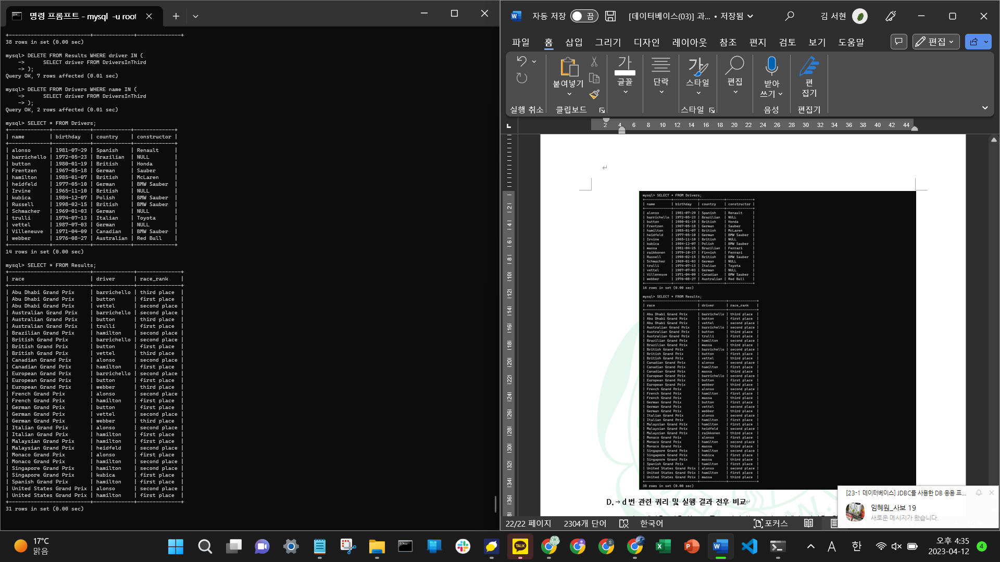 명령 프롬프트 - mysql -u root
+--------------------------+-------------+--------------+
38 rows in set (0.00 sec)
mysql> DELETE FROM Results WHERE driver IN (
    ->      SELECT driver FROM DriversInThird
    -> );
Query OK, 7 rows affected (0.01 sec)
mysql> DELETE FROM Drivers WHERE name IN (
    ->      SELECT driver FROM DriversInThird
    -> );
Query OK, 2 rows affected (0.01 sec)
mysql> SELECT * FROM Drivers;
| name | birthday | country | constructor |
| alonso | 1981-07-29 | Spanish | Renault |
| barrichello | 1972-05-23 | Brazilian | NULL |
| button | 1980-01-19 | British | Honda |
| Frentzen | 1967-05-18 | German | Sauber |
| hamilton | 1985-01-07 | British | McLaren |
| heidfeld | 1977-05-10 | German | BMW Sauber |
| Irvine | 1965-11-10 | British | NULL |
| kubica | 1984-12-07 | Polish | BMW Sauber |
| Russell | 1998-02-15 | British | BMW Sauber |
| Schmacher | 1969-01-03 | German | NULL |
| trulli | 1974-07-13 | Italian | Toyota |
| vettel | 1987-07-03 | German | NULL |
| Villeneuve | 1971-04-09 | Canadian | BMW Sauber |
| webber | 1976-08-27 | Australian | Red Bull |
14 rows in set (0.00 sec)
mysql> SELECT * FROM Results;
| race | driver | race_rank |
| Abu Dhabi Grand Prix | barrichello | third place |
| Abu Dhabi Grand Prix | button | first place |
| Abu Dhabi Grand Prix | vettel | second place |
| Australian Grand Prix | barrichello | second place |
| Australian Grand Prix | button | third place |
| Australian Grand Prix | trulli | first place |
| Brazilian Grand Prix | hamilton | second place |
| British Grand Prix | barrichello | second place |
| British Grand Prix | button | first place |
| British Grand Prix | vettel | third place |
| Canadian Grand Prix | alonso | second place |
| Canadian Grand Prix | hamilton | first place |
| European Grand Prix | barrichello | second place |
| European Grand Prix | button | first place |
| European Grand Prix | webber | third place |
| French Grand Prix | alonso | second place |
| French Grand Prix | hamilton | first place |
| German Grand Prix | button | first place |
| German Grand Prix | vettel | second place |
| German Grand Prix | webber | third place |
| Italian Grand Prix | alonso | second place |
| Italian Grand Prix | hamilton | first place |
| Malaysian Grand Prix | hamilton | first place |
| Malaysian Grand Prix | heidfeld | second place |
| Monaco Grand Prix | alonso | first place |
| Monaco Grand Prix | hamilton | second place |
| Singapore Grand Prix | hamilton | second place |
| Singapore Grand Prix | kubica | first place |
| Spanish Grand Prix | hamilton | first place |
| United States Grand Prix | alonso | second place |
| United States Grand Prix | hamilton | first place |
31 rows in set (0.00 sec)
자동 저장 끔 [데이터베이스(03)] 과... • 저장됨 김 서현
파일 홈 삽입 그리기 디자인 레이아웃 참조 편지 검토 보기 도움말 편집
붙여넣기 글꼴 단락 스타일 편집 받아쓰기 편집기
실행 취소 클립보드 스타일 음성 편집기
2 4 6 8 10 12 14 16 18 20 22 24 26 28 30 32 34 36 38 40 42 44
mysql> SELECT * FROM Drivers;
| name | birthday | country | constructor |
| alonso | 1981-07-29 | Spanish | Renault |
| barrichello | 1972-05-23 | Brazilian | NULL |
| button | 1980-01-19 | British | Honda |
| Frentzen | 1967-05-18 | German | Sauber |
| hamilton | 1985-01-07 | British | McLaren |
| heidfeld | 1977-05-10 | German | BMW Sauber |
| Irvine | 1965-11-10 | British | NULL |
| kubica | 1984-12-07 | Polish | BMW Sauber |
| massa | 1981-04-25 | Brazilian | Ferrari |
| raikkonen | 1979-10-17 | Finnish | Ferrari |
| Russell | 1998-02-15 | British | BMW Sauber |
| Schmacher | 1969-01-03 | German | NULL |
| trulli | 1974-07-13 | Italian | Toyota |
| vettel | 1987-07-03 | German | NULL |
| Villeneuve | 1971-04-09 | Canadian | BMW Sauber |
| webber | 1976-08-27 | Australian | Red Bull |
16 rows in set (0.00 sec)
mysql> SELECT * FROM Results;
| race | driver | race_rank |
| Abu Dhabi Grand Prix | barrichello | third place |
| Abu Dhabi Grand Prix | button | first place |
| Abu Dhabi Grand Prix | vettel | second place |
| Australian Grand Prix | barrichello | second place |
| Australian Grand Prix | button | third place |
| Australian Grand Prix | trulli | first place |
| Brazilian Grand Prix | hamilton | second place |
| Brazilian Grand Prix | massa | third place |
| British Grand Prix | barrichello | second place |
| British Grand Prix | button | first place |
| British Grand Prix | vettel | third place |
| Canadian Grand Prix | alonso | second place |
| Canadian Grand Prix | hamilton | first place |
| Canadian Grand Prix | massa | third place |
| European Grand Prix | barrichello | second place |
| European Grand Prix | button | first place |
| European Grand Prix | webber | third place |
| French Grand Prix | alonso | second place |
| French Grand Prix | hamilton | first place |
| French Grand Prix | massa | third place |
| German Grand Prix | button | first place |
| German Grand Prix | vettel | second place |
| German Grand Prix | webber | third place |
| Italian Grand Prix | alonso | second place |
| Italian Grand Prix | hamilton | first place |
| Malaysian Grand Prix | hamilton | first place |
| Malaysian Grand Prix | heidfeld | second place |
| Malaysian Grand Prix | raikkonen | third place |
| Monaco Grand Prix | alonso | first place |
| Monaco Grand Prix | hamilton | second place |
| Monaco Grand Prix | massa | third place |
| Singapore Grand Prix | hamilton | second place |
| Singapore Grand Prix | kubica | first place |
| Singapore Grand Prix | massa | third place |
| Spanish Grand Prix | hamilton | first place |
| United States Grand Prix | alonso | second place |
| United States Grand Prix | hamilton | first place |
| United States Grand Prix | massa | third place |
38 rows in set (0.00 sec)
D. → d 번 관련 쿼리 및 실행 결과 전후 비교
[23-1 데이터베이스] JDBC를 사용한 DB 응용 프...
임혜원_사보 19
새로운 메시지가 왔습니다.
22/22 페이지 2304개 단어 한국어 포커스
17°C
맑음
TALK
A 한
오후 4:35
2023-04-12
4